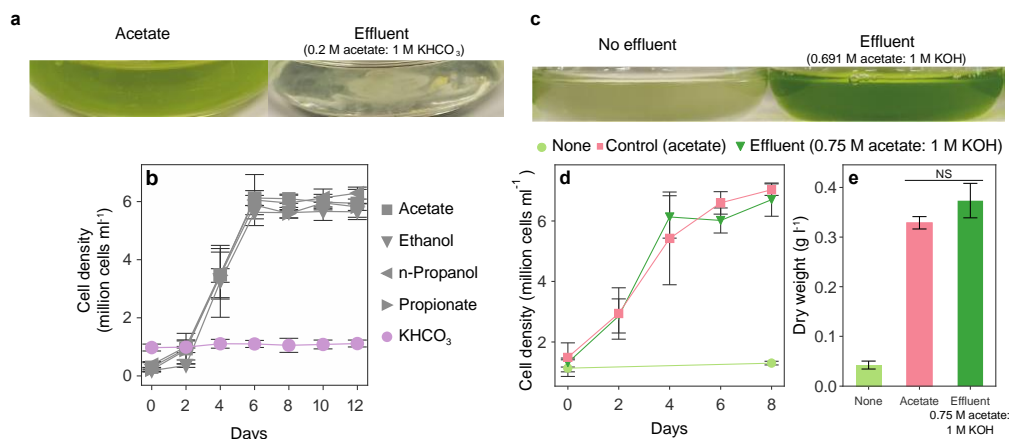 a
Acetate
Effluent
(0.2 M acetate: 1 M KHCO₃)
c
No effluent
Effluent
(0.691 M acetate: 1 M KOH)
None
Control (acetate)
Effluent (0.75 M acetate: 1 M KOH)
b
Cell density
(million cells ml⁻¹)
6
4
2
0
0 2 4 6 8 10 12
Days
Acetate
Ethanol
n-Propanol
Propionate
KHCO₃
d
Cell density (million cells ml⁻¹)
6
4
2
0 2 4 6 8
Days
e
NS
Dry weight (g l⁻¹)
0.4
0.3
0.2
0.1
0.0
None
Acetate
Effluent
0.75 M acetate:
1 M KOH